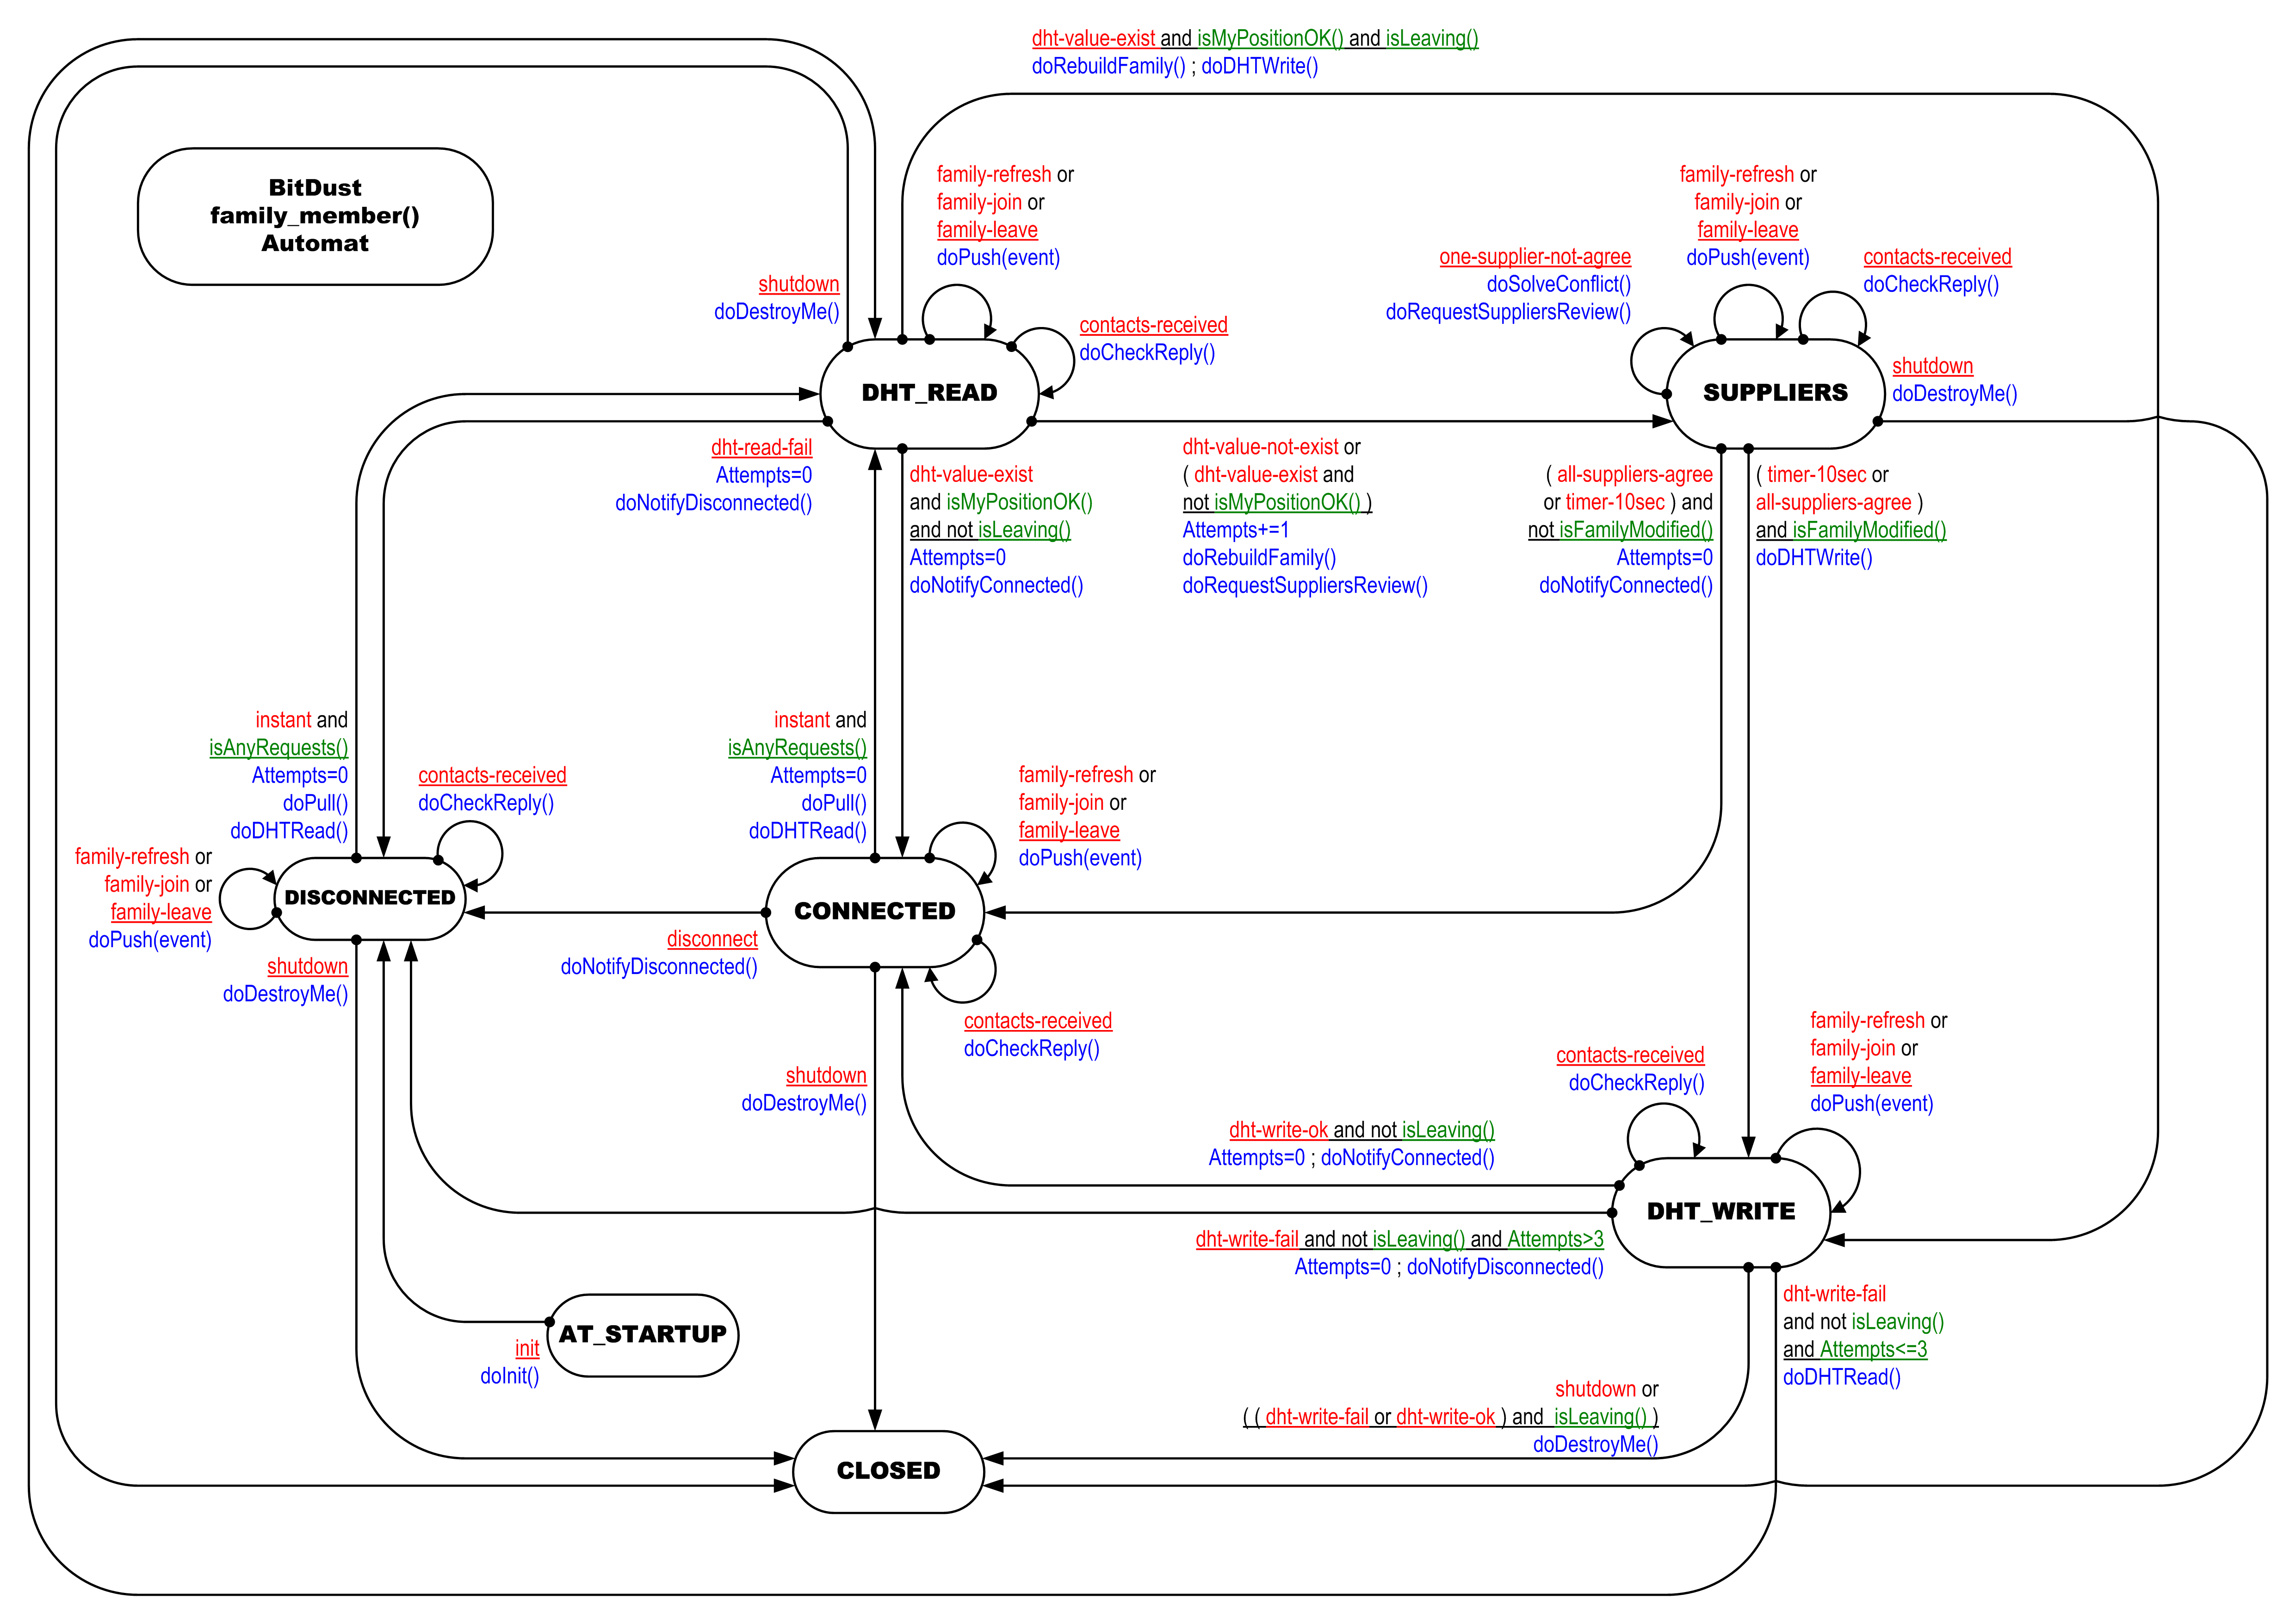 dht-value-exist and isMyPositionOK() and isLeaving()
doRebuildFamily() ; doDHTWrite()
BitDust
family_member()
Automat
family-refresh or
family-join or
family-leave
doPush(event)
shutdown
doDestroyMe()
contacts-received
doCheckReply()
DHT_READ
family-refresh or
family-join or
family-leave
doPush(event)
one-supplier-not-agree
doSolveConflict()
doRequestSuppliersReview()
contacts-received
doCheckReply()
SUPPLIERS
shutdown
doDestroyMe()
dht-read-fail
Attempts=0
doNotifyDisconnected()
dht-value-exist
and isMyPositionOK()
and not isLeaving()
Attempts=0
doNotifyConnected()
dht-value-not-exist or
( dht-value-exist and
not isMyPositionOK() )
Attempts+=1
doRebuildFamily()
doRequestSuppliersReview()
( all-suppliers-agree
or timer-10sec ) and
not isFamilyModified()
Attempts=0
doNotifyConnected()
( timer-10sec or
all-suppliers-agree )
and isFamilyModified()
doDHTWrite()
instant and
isAnyRequests()
Attempts=0
doPull()
doDHTRead()
contacts-received
doCheckReply()
family-refresh or
family-join or
family-leave
doPush(event)
DISCONNECTED
shutdown
doDestroyMe()
instant and
isAnyRequests()
Attempts=0
doPull()
doDHTRead()
family-refresh or
family-join or
family-leave
doPush(event)
CONNECTED
disconnect
doNotifyDisconnected()
contacts-received
doCheckReply()
shutdown
doDestroyMe()
contacts-received
doCheckReply()
family-refresh or
family-join or
family-leave
doPush(event)
dht-write-ok and not isLeaving()
Attempts=0 ; doNotifyConnected()
DHT_WRITE
dht-write-fail and not isLeaving() and Attempts>3
Attempts=0 ; doNotifyDisconnected()
dht-write-fail
and not isLeaving()
and Attempts<=3
doDHTRead()
AT_STARTUP
init
doInit()
shutdown or
( ( dht-write-fail or dht-write-ok ) and isLeaving() )
doDestroyMe()
CLOSED